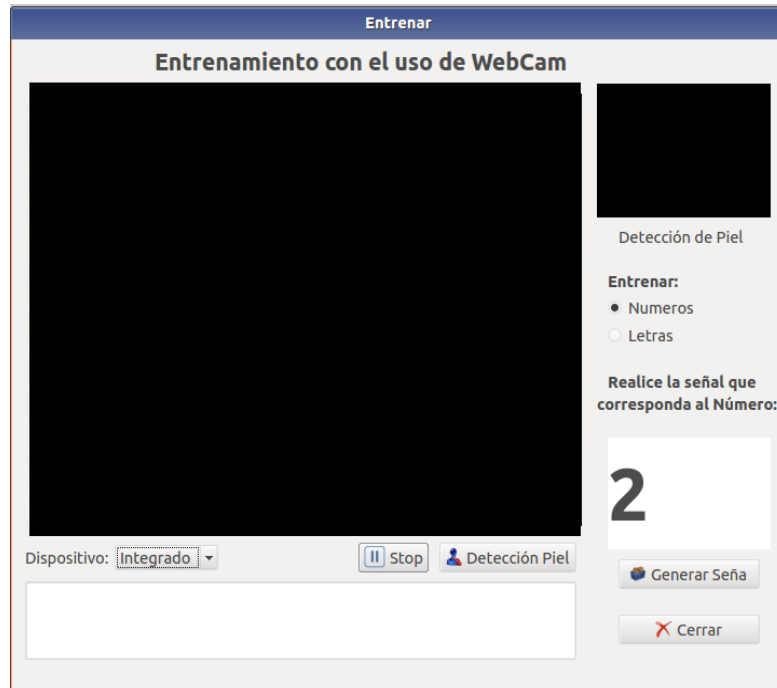 Entrenar
Entrenamiento con el uso de WebCam
Detección de Piel
Entrenar:
Numeros
Letras
Realice la señal que
corresponda al Número:
2
Dispositivo: Integrado
Stop
Detección Piel
Generar Seña
Cerrar